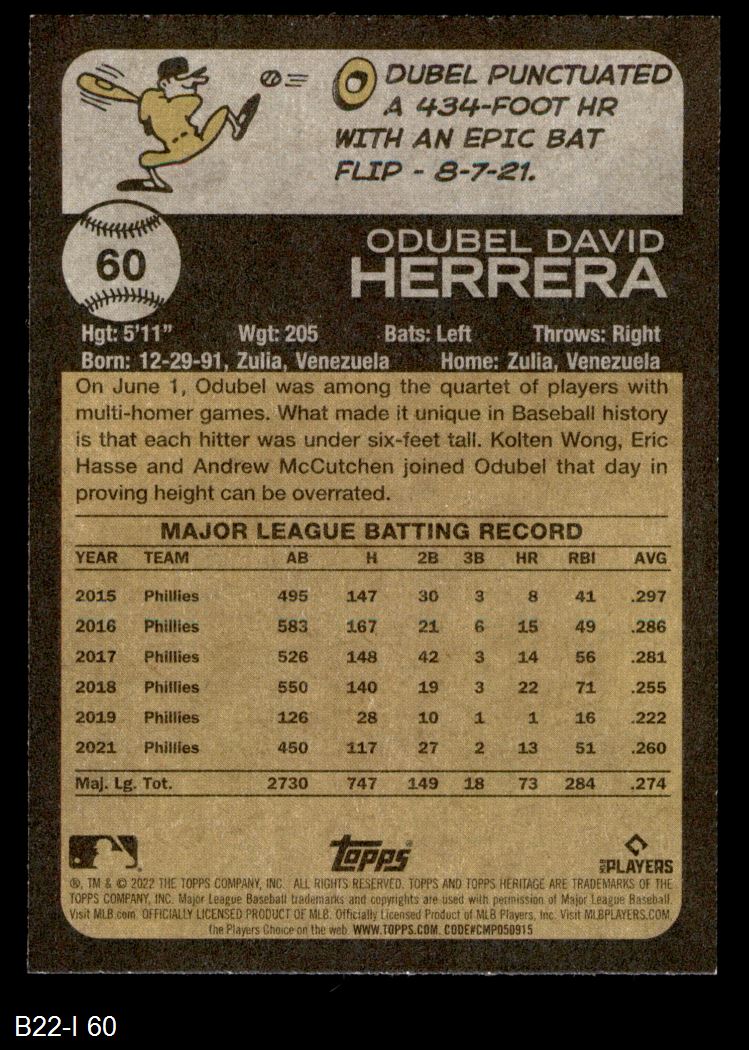 ODUBEL PUNCTUATED
A 434-FOOT HR
WITH AN EPIC BAT
FLIP - 8-7-21.
60
ODUBEL DAVID
HERRERA
Hgt: 5'11" Wgt: 205 Bats: Left Throws: Right
Born: 12-29-91, Zulia, Venezuela Home: Zulia, Venezuela
On June 1, Odubel was among the quartet of players with
multi-homer games. What made it unique in Baseball history
is that each hitter was under six-feet tall. Kolten Wong, Eric
Hasse and Andrew McCutchen joined Odubel that day in
proving height can be overrated.
MAJOR LEAGUE BATTING RECORD
YEAR TEAM AB H 2B 3B HR RBI AVG
2015 Phillies 495 147 30 3 8 41 .297
2016 Phillies 583 167 21 6 15 49 .286
2017 Phillies 526 148 42 3 14 56 .281
2018 Phillies 550 140 19 3 22 71 .255
2019 Phillies 126 28 10 1 1 16 .222
2021 Phillies 450 117 27 2 13 51 .260
Maj. Lg. Tot. 2730 747 149 18 73 284 .274
topps PLAYERS
®, TM & © 2022 THE TOPPS COMPANY, INC. ALL RIGHTS RESERVED. TOPPS AND TOPPS HERITAGE ARE TRADEMARKS OF THE
TOPPS COMPANY, INC. Major League Baseball trademarks and copyrights are used with permission of Major League Baseball.
Visit MLB.com. OFFICIALLY LICENSED PRODUCT OF MLB. Officially Licensed Product of MLB Players, Inc. Visit MLBPLAYERS.COM,
the Players Choice on the web. WWW.TOPPS.COM. CODE#CMP050915
B22-I 60